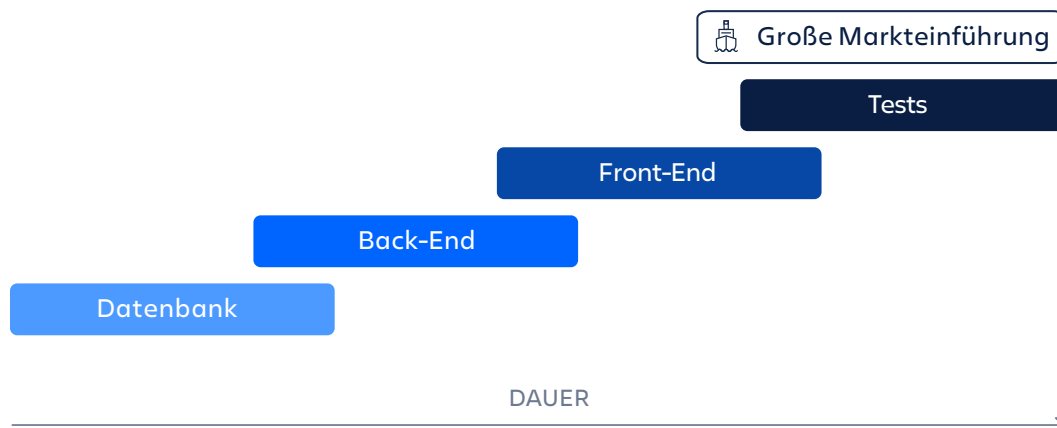 Große Markteinführung
Tests
Front-End
Back-End
Datenbank
DAUER